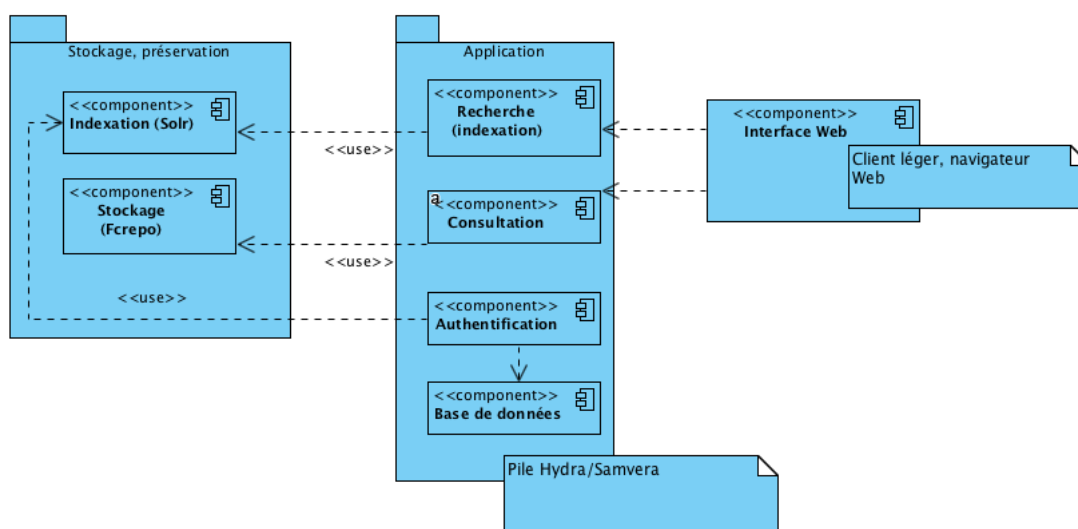 Stockage, préservation
<<component>>
Indexation (Solr)
<<component>>
Stockage
(Fcrepo)
<<use>>
<<use>>
<<use>>
Application
<<component>>
Recherche
(indexation)
a
<<component>>
Consultation
<<component>>
Authentification
<<component>>
Base de données
Pile Hydra/Samvera
<<component>>
Interface Web
Client léger, navigateur
Web